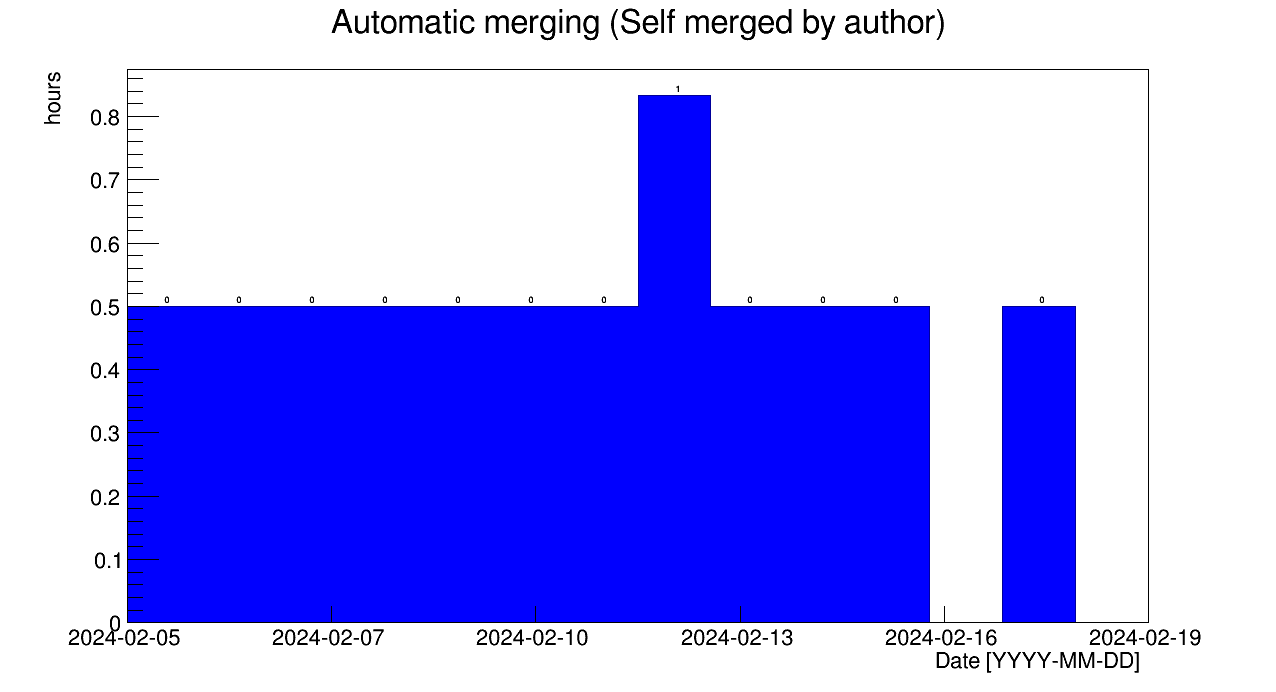 Automatic merging (Self merged by author)
hours
0.8
0.7
0.6
0.5
0.4
0.3
0.2
0.1
0
1
0 0 0 0 0 0 0 0 0 0 0
2024-02-05 2024-02-07 2024-02-10 2024-02-13 2024-02-16 2024-02-19
Date [YYYY-MM-DD]